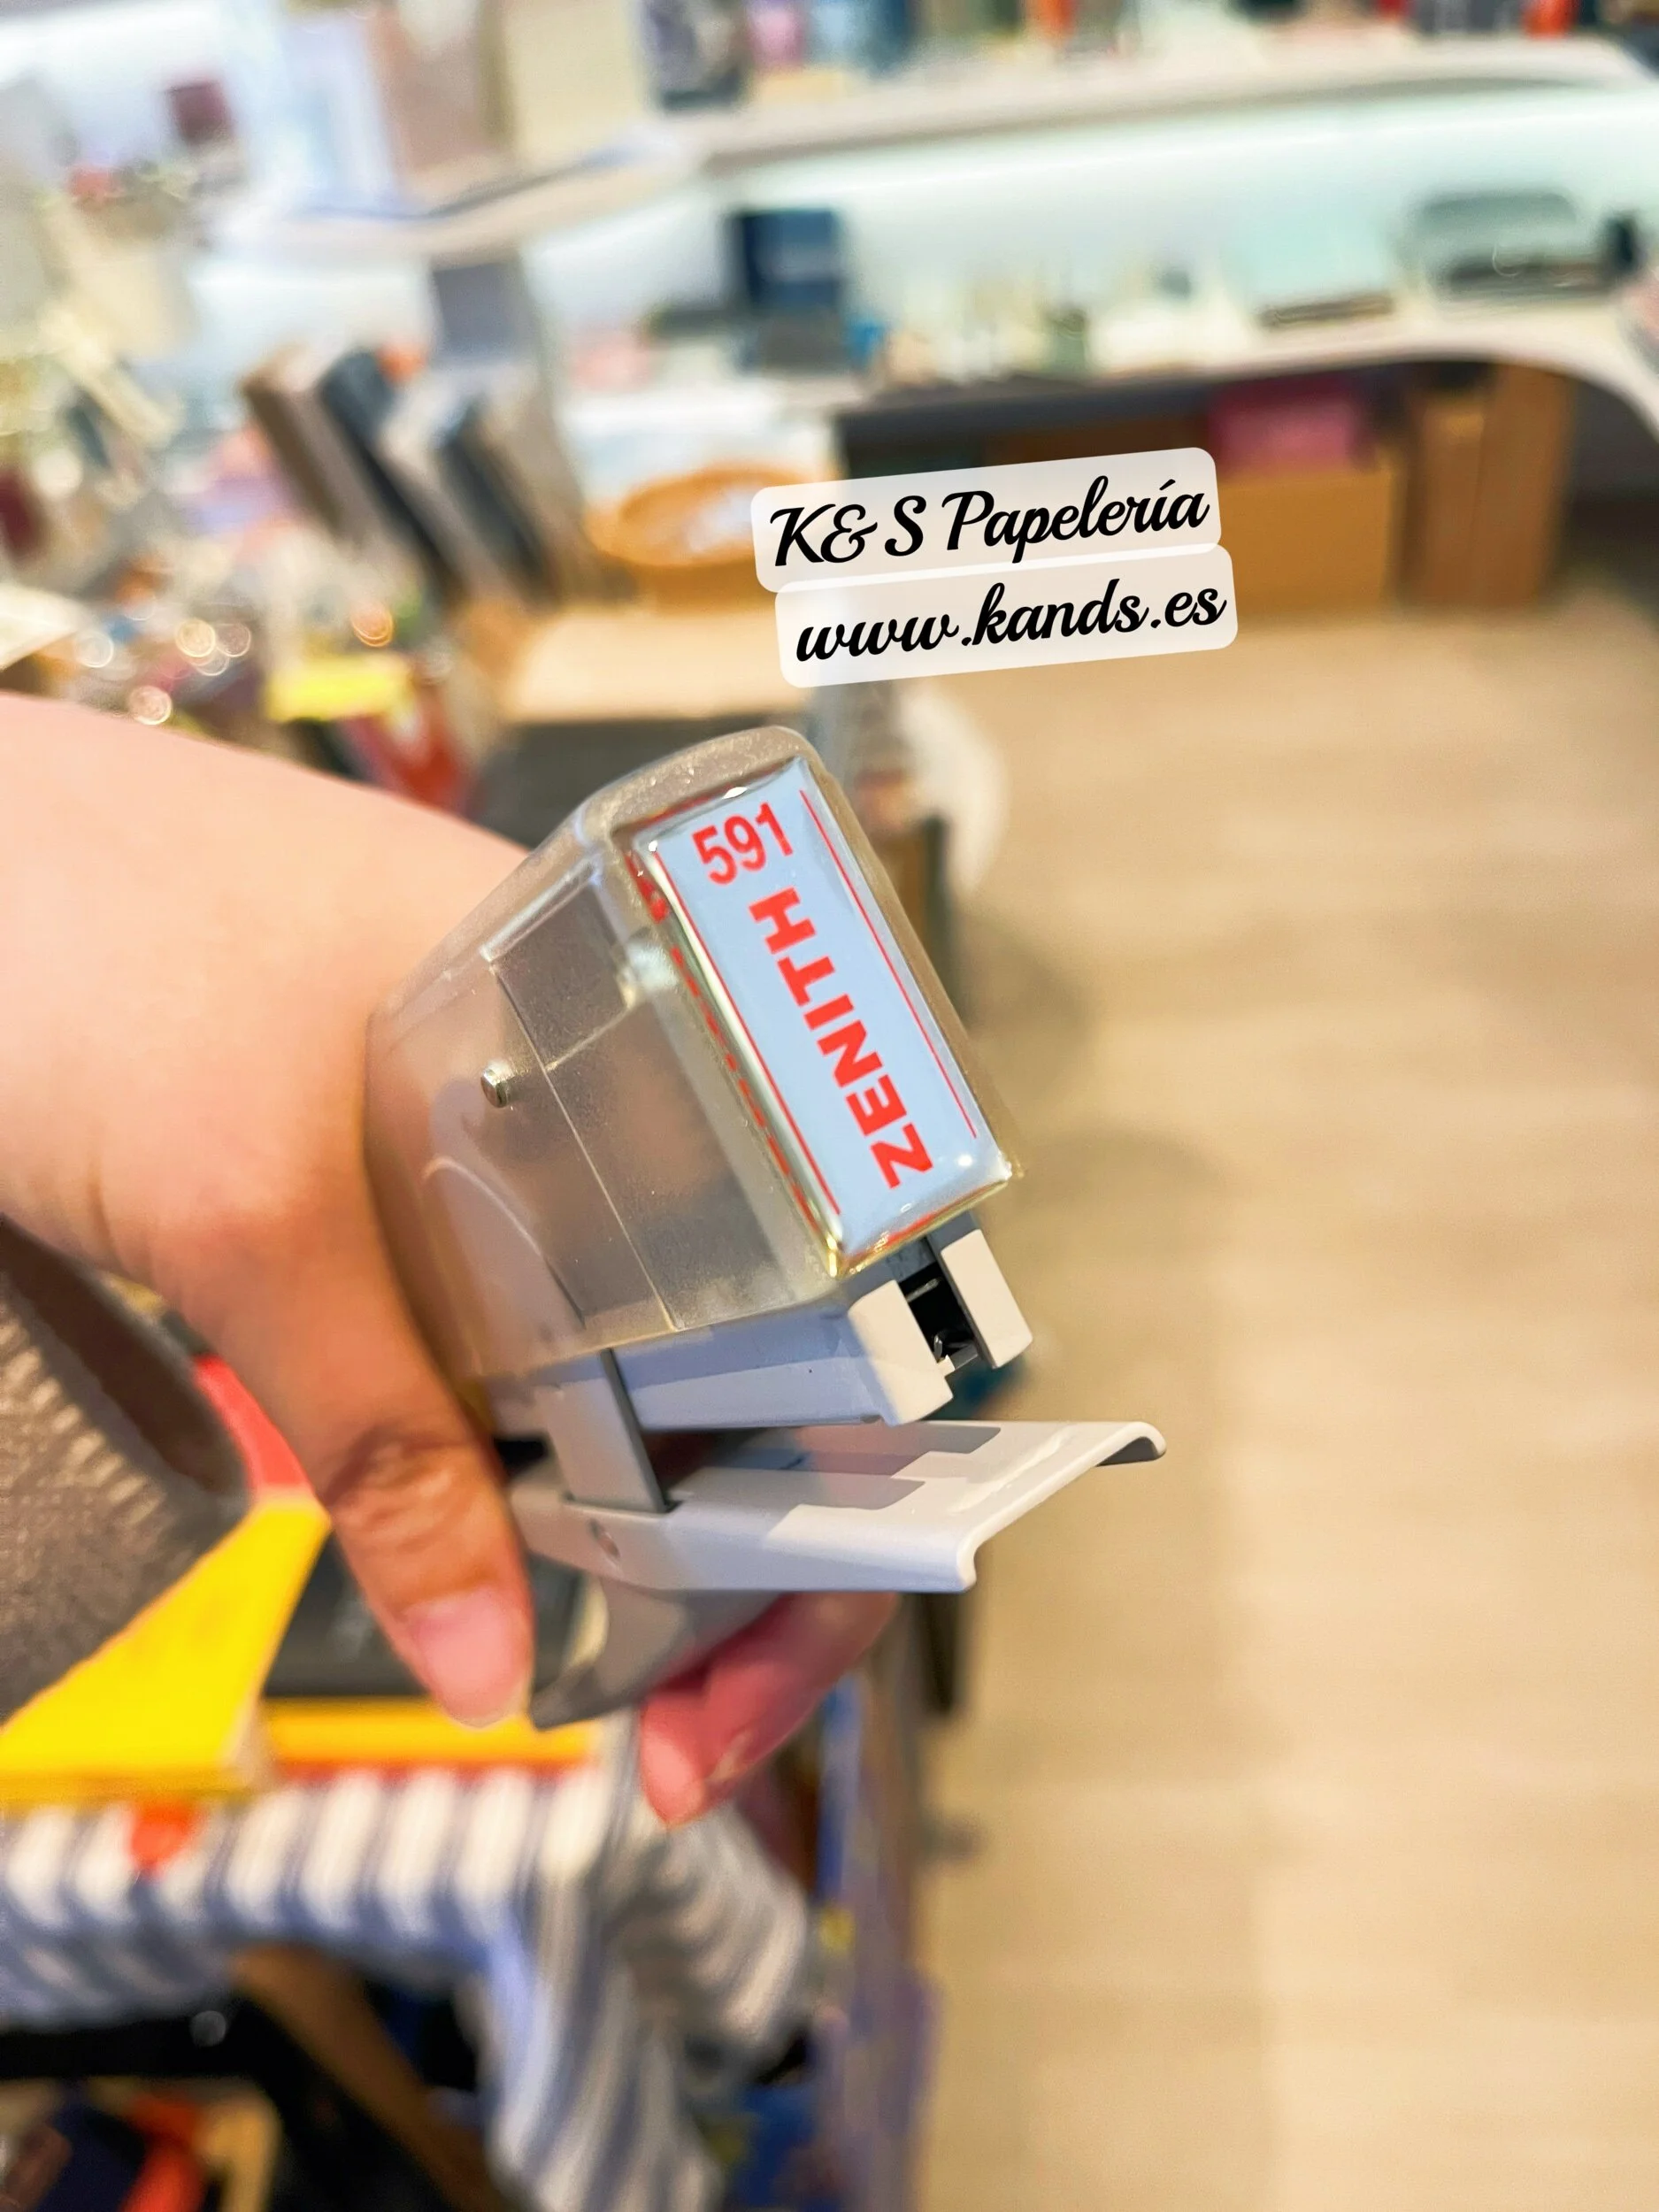 K&S Papelería
www.kands.es
591
ZENITH